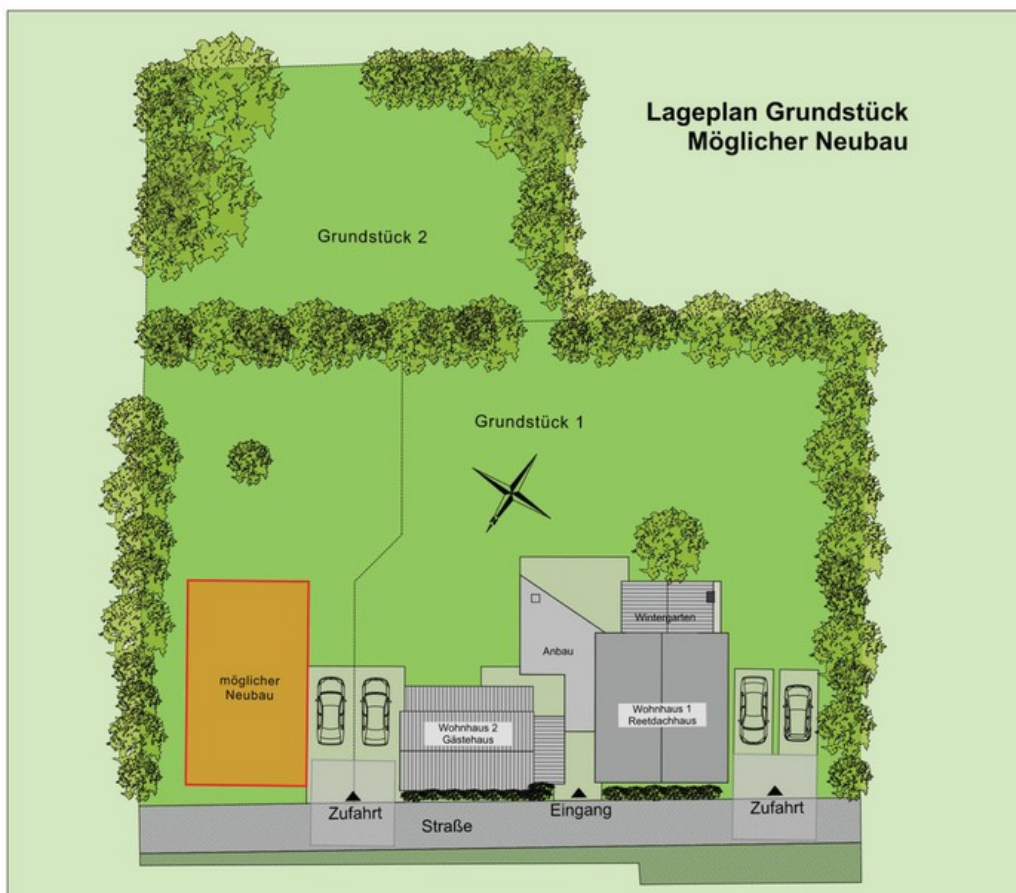 Lageplan Grundstück
Möglicher Neubau
Grundstück 2
Grundstück 1
Wintergarten
Anbau
möglicher
Neubau
Wohnhaus 1
Reetdachhaus
Wohnhaus 2
Gästehaus
Zufahrt
Eingang
Zufahrt
Straße